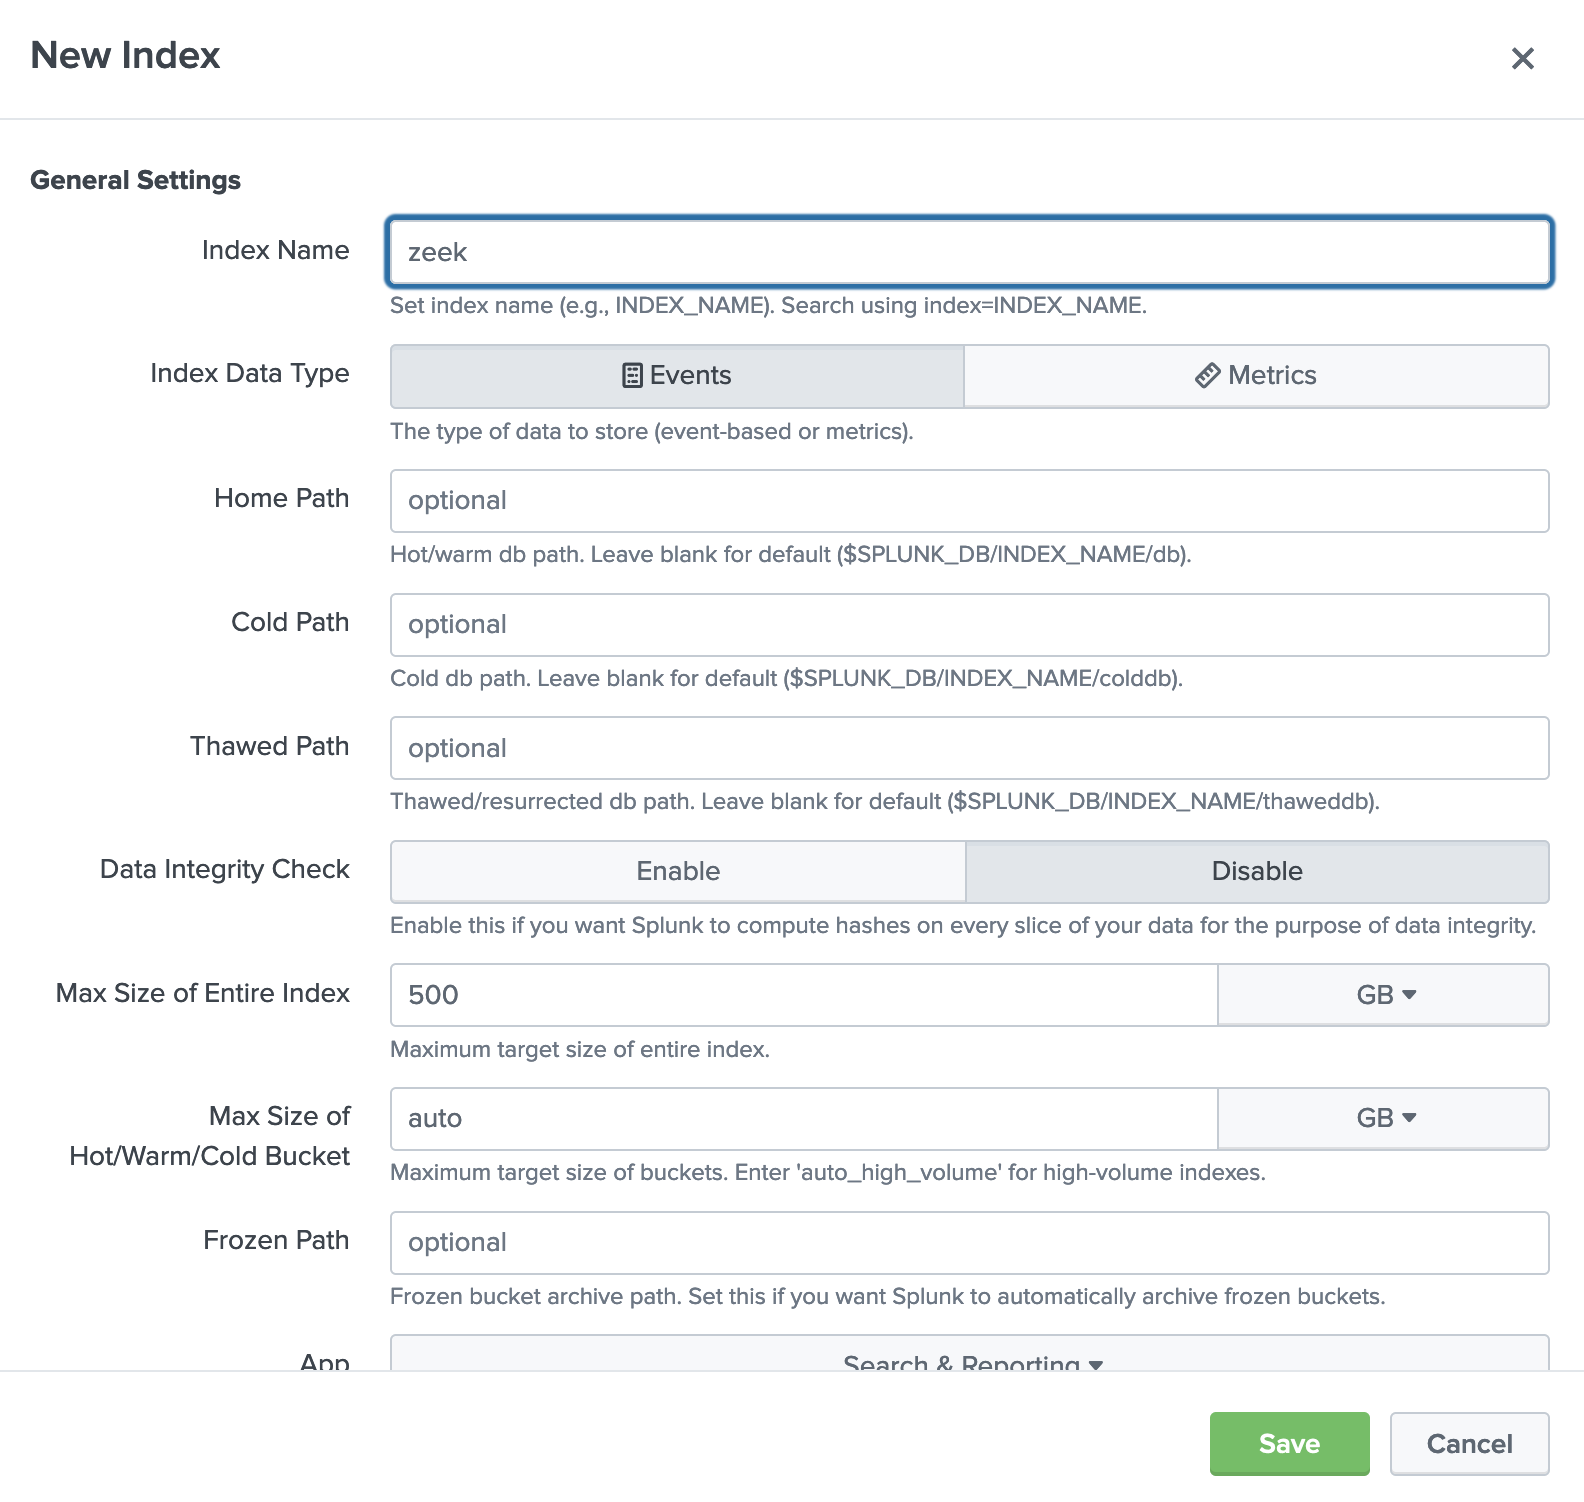 New Index
General Settings
Index Name
zeek
Set index name (e.g., INDEX_NAME). Search using index=INDEX_NAME.
Index Data Type
Events
Metrics
The type of data to store (event-based or metrics).
Home Path
optional
Hot/warm db path. Leave blank for default ($SPLUNK_DB/INDEX_NAME/db).
Cold Path
optional
Cold db path. Leave blank for default ($SPLUNK_DB/INDEX_NAME/colddb).
Thawed Path
optional
Thawed/resurrected db path. Leave blank for default ($SPLUNK_DB/INDEX_NAME/thaweddb).
Data Integrity Check
Enable
Disable
Enable this if you want Splunk to compute hashes on every slice of your data for the purpose of data integrity.
Max Size of Entire Index
500
GB
Maximum target size of entire index.
Max Size of
Hot/Warm/Cold Bucket
auto
GB
Maximum target size of buckets. Enter 'auto_high_volume' for high-volume indexes.
Frozen Path
optional
Frozen bucket archive path. Set this if you want Splunk to automatically archive frozen buckets.
App
Search & Reporting
Save
Cancel